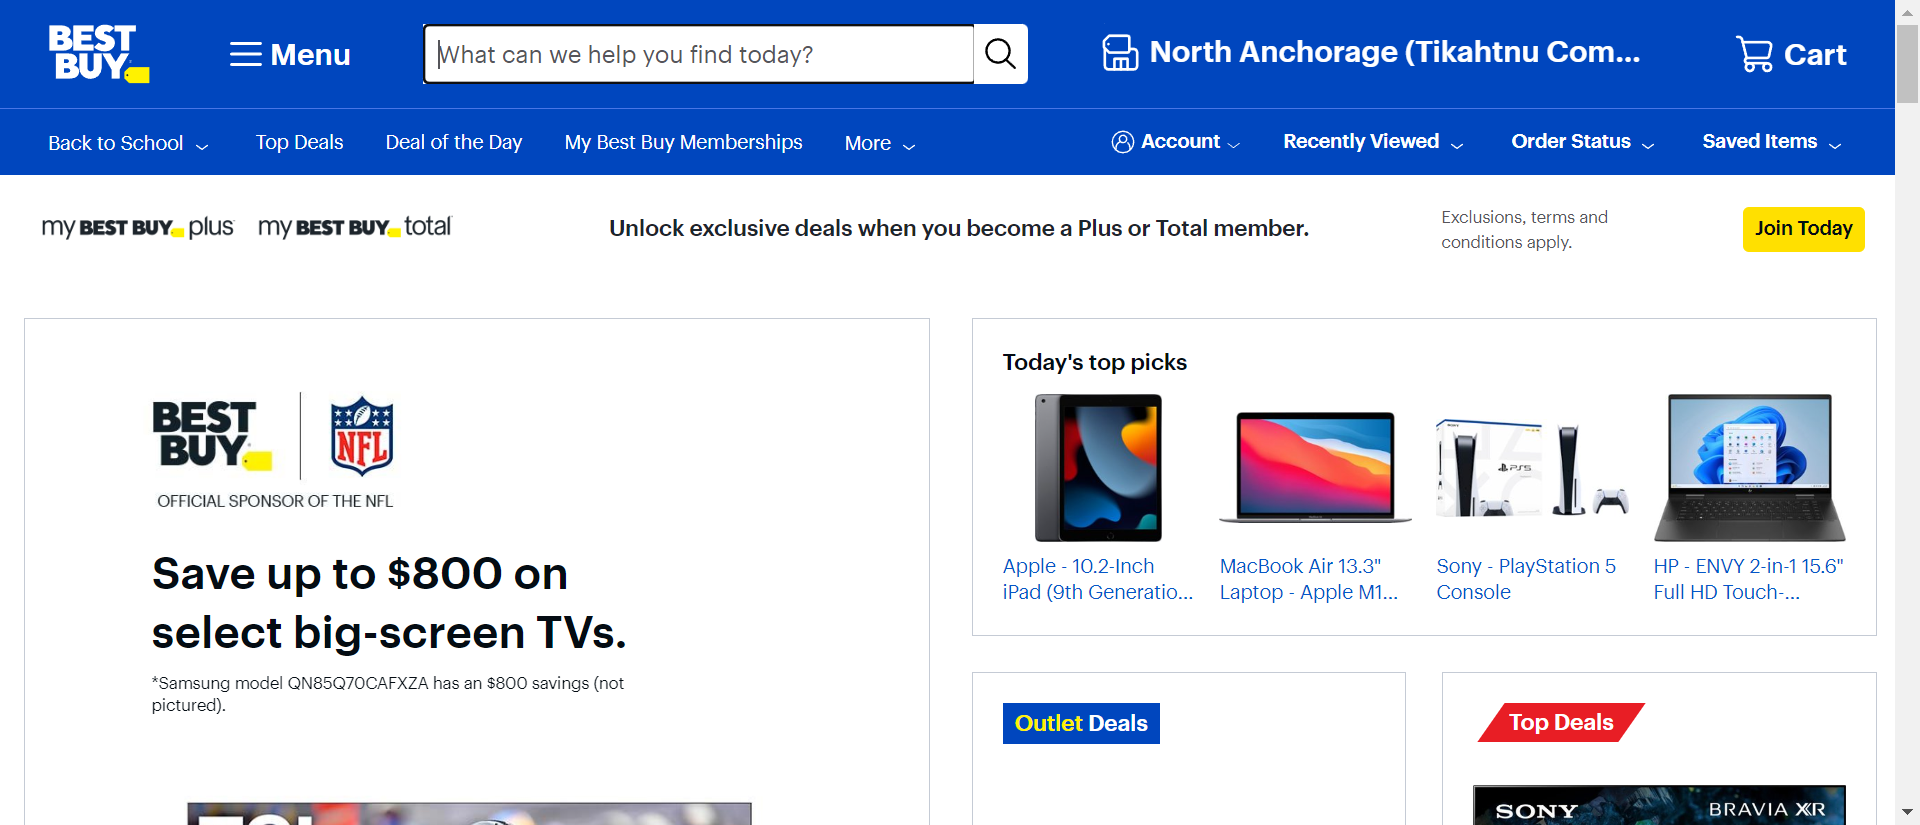 BEST BUY
Menu
What can we help you find today?
North Anchorage (Tikahtnu Com...
Cart
Back to School
Top Deals
Deal of the Day
My Best Buy Memberships
More
Account
Recently Viewed
Order Status
Saved Items
my BEST BUY plus
my BEST BUY total
Unlock exclusive deals when you become a Plus or Total member.
Exclusions, terms and
conditions apply.
Join Today
BEST
BUY
NFL
OFFICIAL SPONSOR OF THE NFL
Save up to $800 on
select big-screen TVs.
*Samsung model QN85Q70CAFXZA has an $800 savings (not
pictured).
Today's top picks
PS5
Apple - 10.2-Inch
iPad (9th Generatio...
MacBook Air 13.3"
Laptop - Apple M1...
Sony - PlayStation 5
Console
HP - ENVY 2-in-1 15.6"
Full HD Touch-...
Outlet Deals
Top Deals
SONY
BRAVIA XR